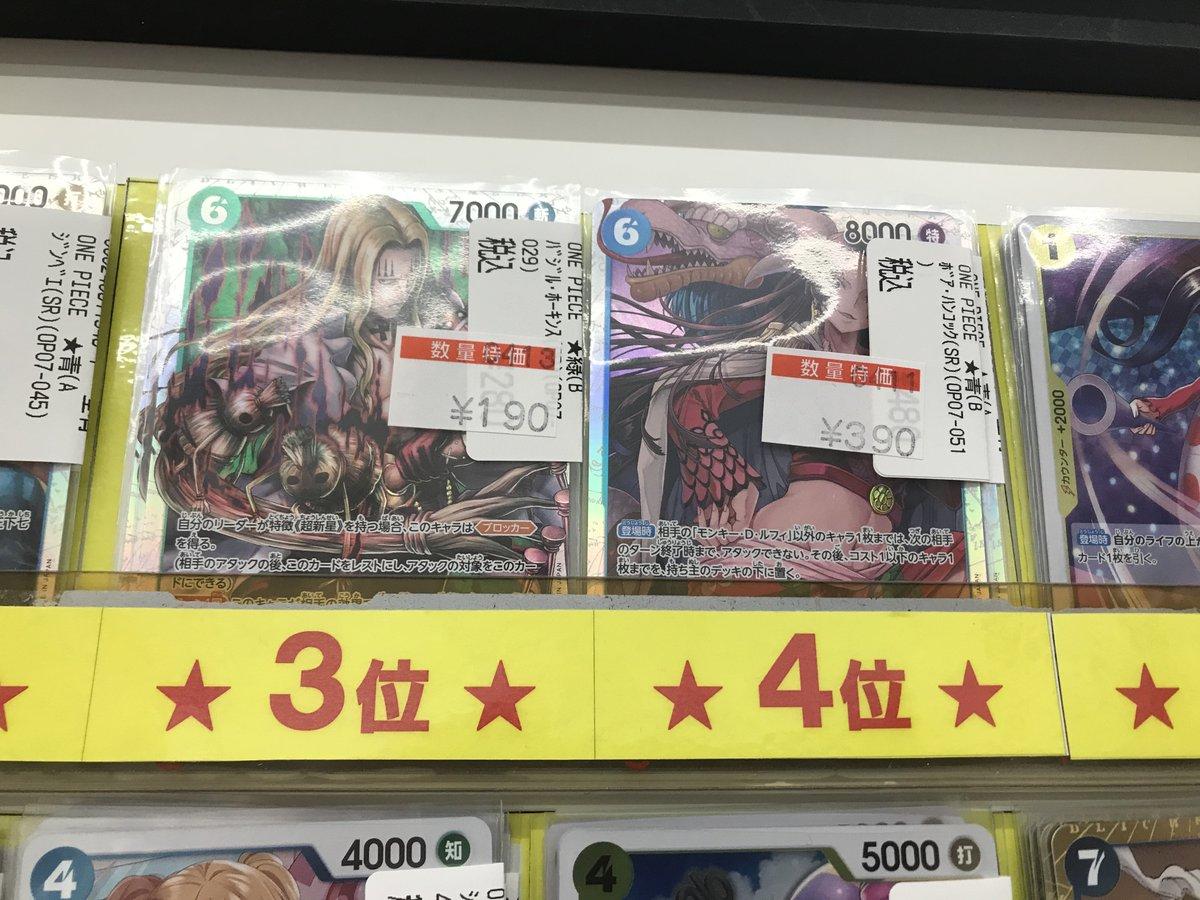 000
税込
ONE PIECE ★青(A
ジンベエ(SR)(OP07-045)
6
7000
税込
ONE PIECE ★緑(B
バジル・ホーキンス
029)
数量特価
¥190
自分のリーダーが特徴《超新星》を持つ場合、このキャラは ブロッカー
を得る。
(相手のアタックの後、このカードをレストにし、アタックの対象をこのカー
ドにできる)
6
8000 特
税込
ONE PIECE ★青(B
ボア・ハンコック(SR)(OP07-051
)
数量特価
¥390
登場時 相手の「モンキー・D・ルフィ」以外のキャラ1枚までは、次の相手
のターン終了時まで、アタックできない。その後、コスト1以下のキャラ1
枚までを、持ち主のデッキの下に置く。
1
カウンター +2000
登場時 自分のライフの上か
カード1枚を引く。
★ 3位 ★
★ 4位 ★
★
4
4000 知
4
5000 打
7